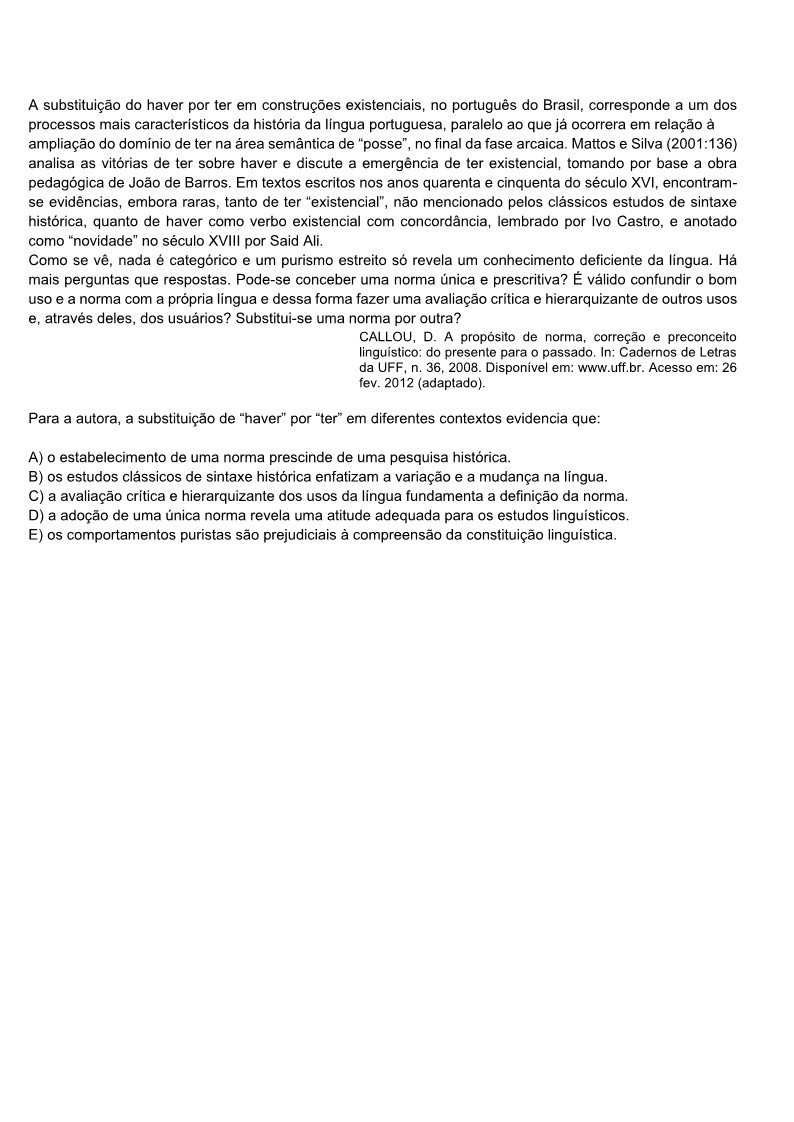 A substituição do haver por ter em construções existenciais, no português do Brasil, corresponde a um dos
processos mais característicos da história da língua portuguesa, paralelo ao que já ocorrera em relação à
ampliação do domínio de ter na área semântica de “posse”, no final da fase arcaica. Mattos e Silva (2001:136)
analisa as vitórias de ter sobre haver e discute a emergência de ter existencial, tomando por base a obra
pedagógica de João de Barros. Em textos escritos nos anos quarenta e cinquenta do século XVI, encontram-
se evidências, embora raras, tanto de ter “existencial”, não mencionado pelos clássicos estudos de sintaxe
histórica, quanto de haver como verbo existencial com concordância, lembrado por Ivo Castro, e anotado
como “novidade” no século XVIII por Said Ali.
Como se vê, nada é categórico e um purismo estreito só revela um conhecimento deficiente da língua. Há
mais perguntas que respostas. Pode-se conceber uma norma única e prescritiva? É válido confundir o bom
uso e a norma com a própria língua e dessa forma fazer uma avaliação crítica e hierarquizante de outros usos
e, através deles, dos usuários? Substitui-se uma norma por outra?
CALLOU, D. A propósito de norma, correção e preconceito
linguístico: do presente para o passado. In: Cadernos de Letras
da UFF, n. 36, 2008. Disponível em: www.uff.br. Acesso em: 26
fev. 2012 (adaptado).
Para a autora, a substituição de “haver” por “ter” em diferentes contextos evidencia que:
A) o estabelecimento de uma norma prescinde de uma pesquisa histórica.
B) os estudos clássicos de sintaxe histórica enfatizam a variação e a mudança na língua.
C) a avaliação crítica e hierarquizante dos usos da língua fundamenta a definição da norma.
D) a adoção de uma única norma revela uma atitude adequada para os estudos linguísticos.
E) os comportamentos puristas são prejudiciais à compreensão da constituição linguística.